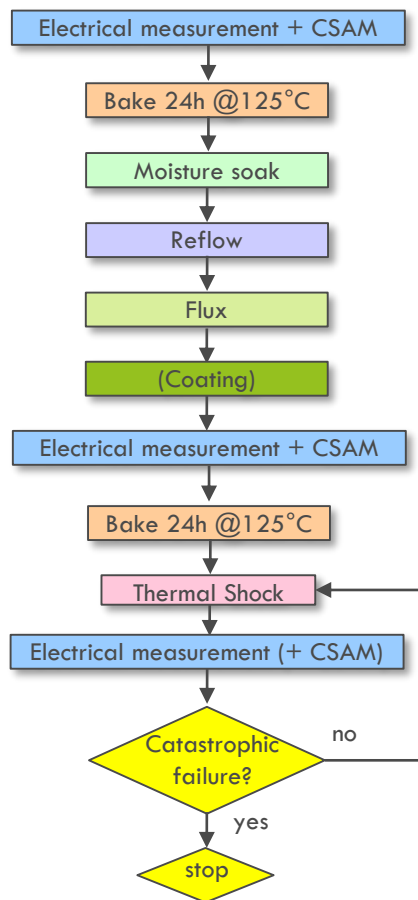 Electrical measurement + CSAM
Bake 24h @125°C
Moisture soak
Reflow
Flux
(Coating)
Electrical measurement + CSAM
Bake 24h @125°C
Thermal Shock
Electrical measurement (+ CSAM)
Catastrophic
failure?
no
yes
stop